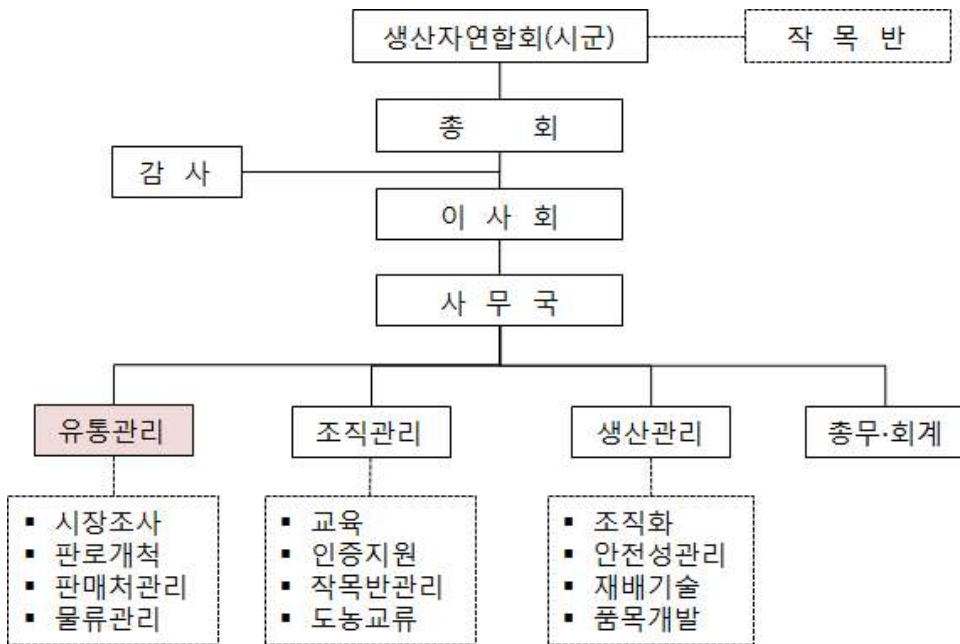 생산자연합회(시군)
작 목 반
총 회
감 사
이 사 회
사 무 국
유통관리
조직관리
생산관리
총무·회계
▪ 시장조사
▪ 판로개척
▪ 판매처관리
▪ 물류관리
▪ 교육
▪ 인증지원
▪ 작목반관리
▪ 도농교류
▪ 조직화
▪ 안전성관리
▪ 재배기술
▪ 품목개발